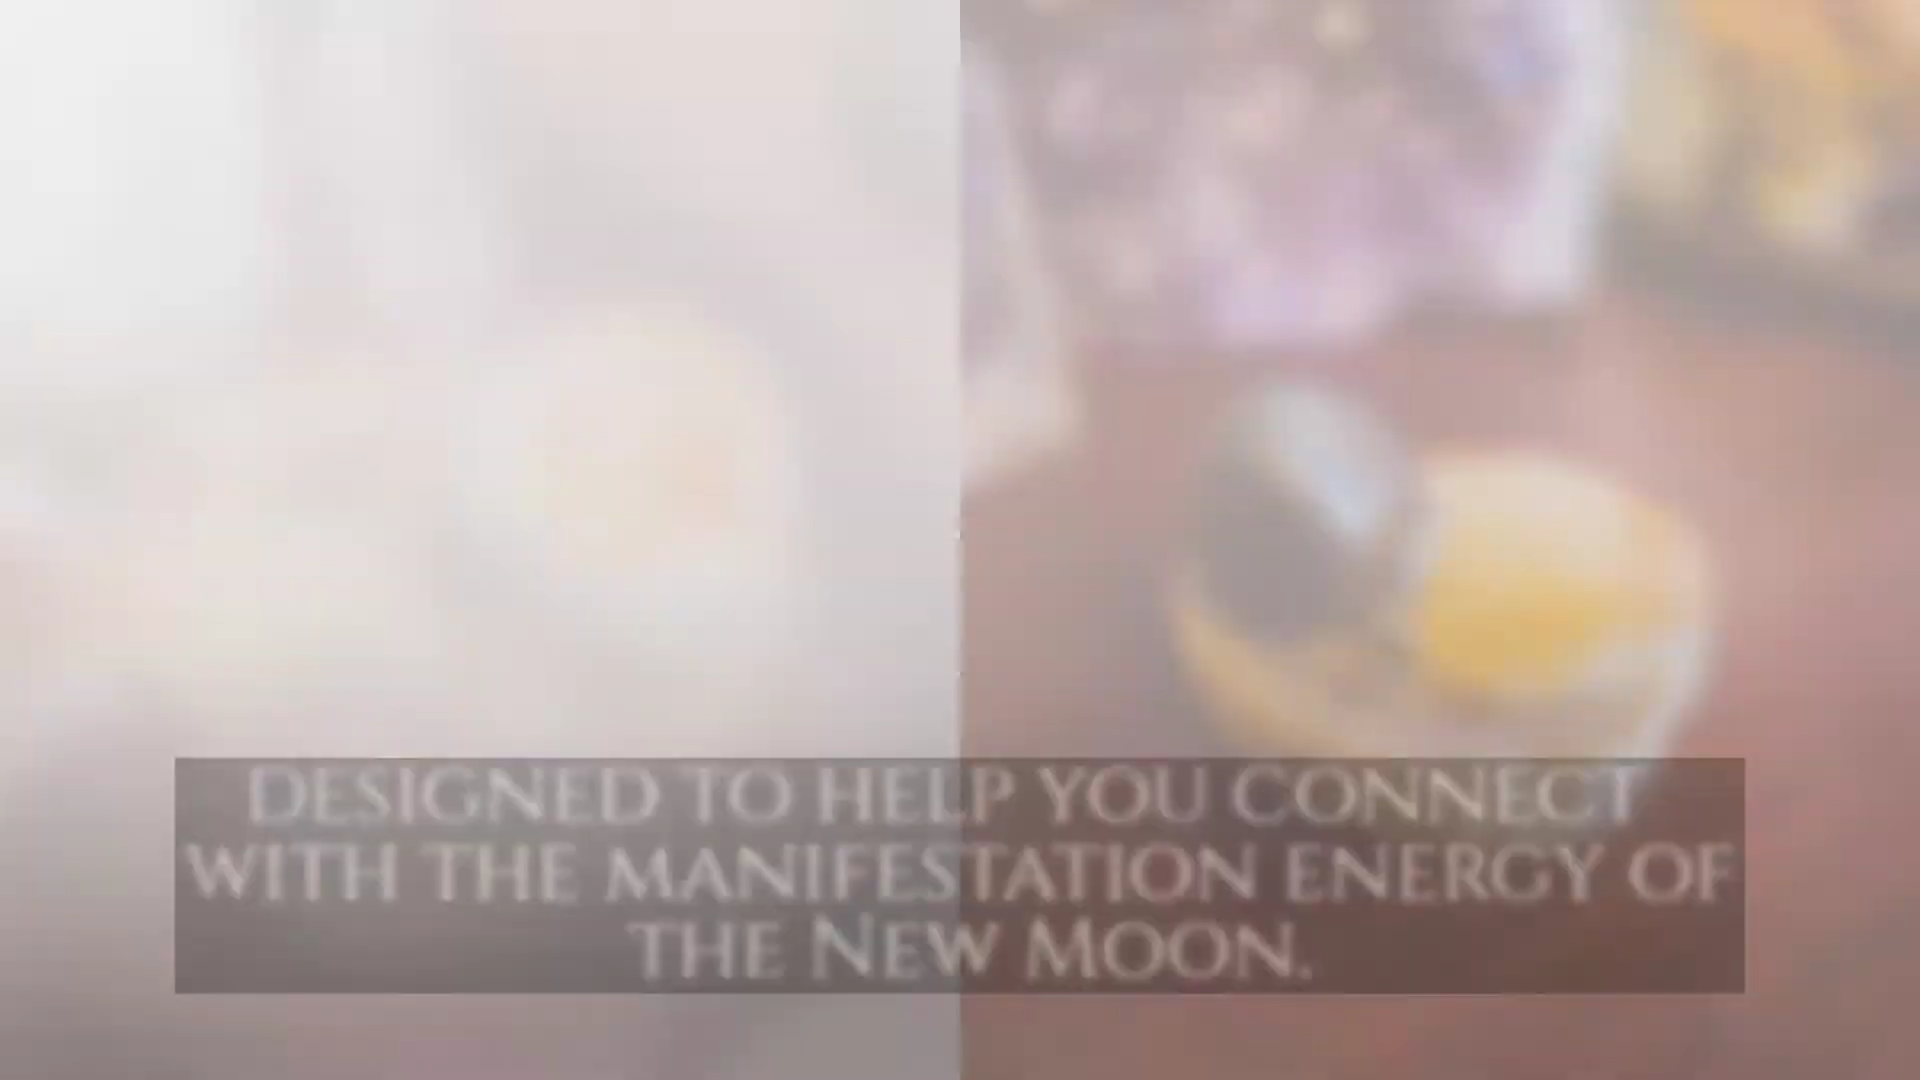 DESIGNED TO HELP YOU CONNECT
WITH THE MANIFESTATION ENERGY OF
THE NEW MOON.